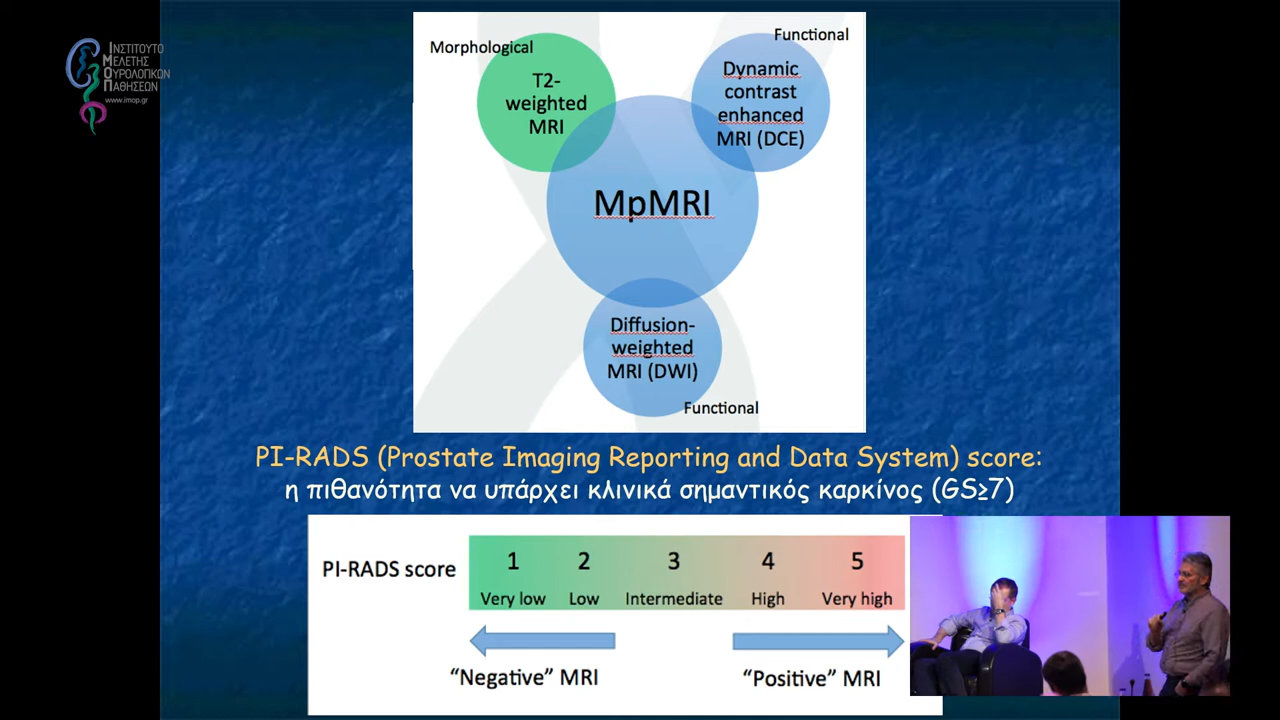 ΙΝΣΤΙΤΟΥΤΟ
ΜΕΛΕΤΗΣ
ΟΥΡΟΛΟΓΙΚΩΝ
ΠΑΘΗΣΕΩΝ
www.imop.gr
Morphological
T2-
weighted
MRI
Functional
Dynamic
contrast
enhanced
MRI (DCE)
MpMRI
Diffusion-
weighted
MRI (DWI)
Functional
PI-RADS (Prostate Imaging Reporting and Data System) score:
η πιθανότητα να υπάρχει κλινικά σημαντικός καρκίνος (GS≥7)
PI-RADS score
1 2 3 4 5
Very low Low Intermediate High Very high
“Negative” MRI “Positive” MRI